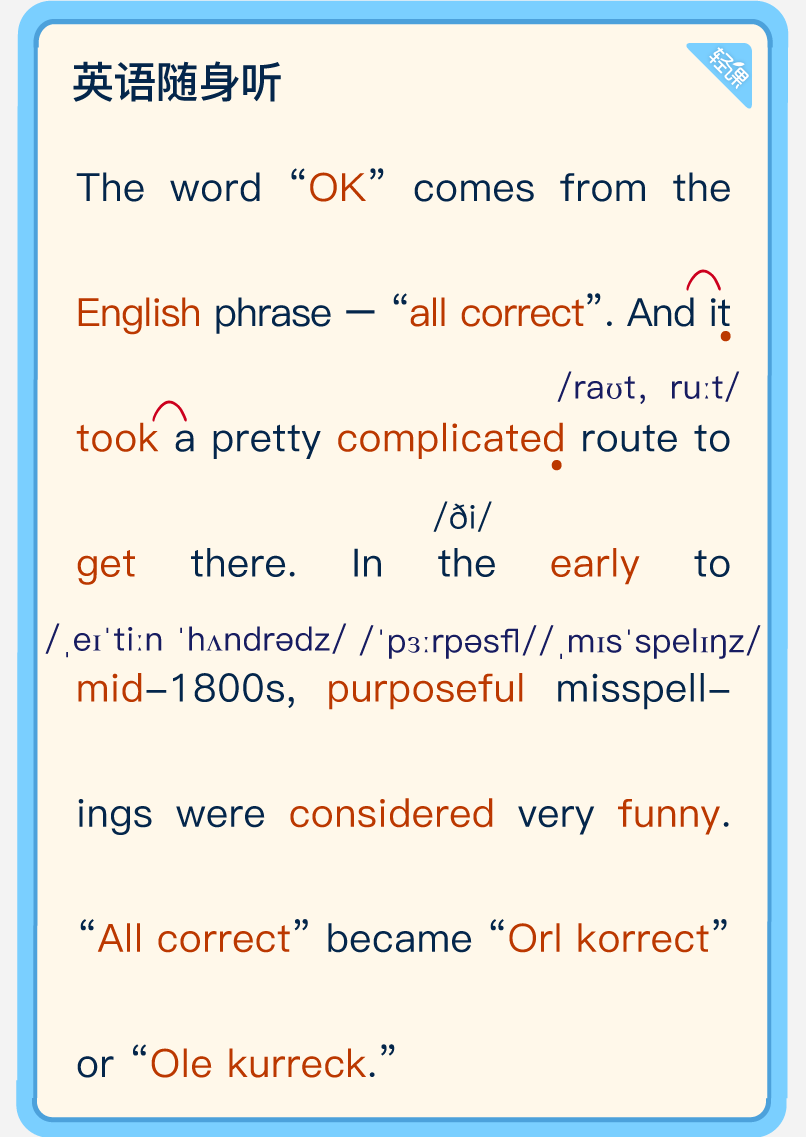 英语随身听
轻课
The word “OK” comes from the
English phrase – “all correct”. And it
/raʊt, ruːt/
took a pretty complicated route to
/ði/
get there. In the early to
/ˌeɪˈtiːn ˈhʌndrədz/ /ˈpɜːrpəsfl//ˌmɪsˈspelɪŋz/
mid–1800s, purposeful misspell–
ings were considered very funny.
“All correct” became “Orl korrect”
or “Ole kurreck.”